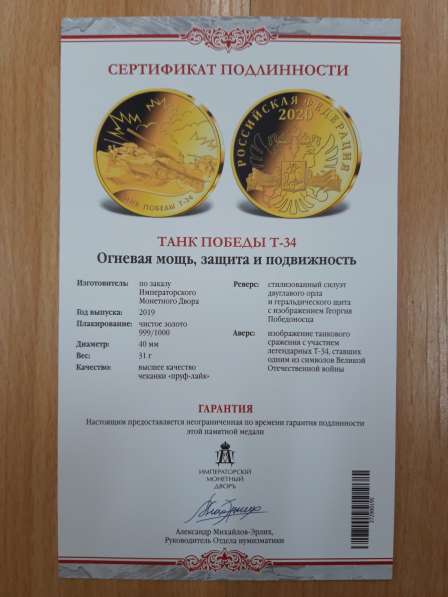 СЕРТИФИКАТ ПОДЛИННОСТИ
ТАНК ПОБЕДЫ Т-34
РОССИЙСКАЯ ФЕДЕРАЦИЯ
2020
ТАНК ПОБЕДЫ Т-34
Огневая мощь, защита и подвижность
Изготовитель: по заказу
Императорского
Монетного Двора
Год выпуска: 2019
Плакирование: чистое золото
999/1000
Диаметр: 40 мм
Вес: 31 г
Качество: высшее качество
чеканки «пруф-лайк»
Реверс: стилизованный силуэт
двуглавого орла
и геральдического щита
с изображением Георгия
Победоносца
Аверс: изображение танкового
сражения с участием
легендарных Т-34, ставших
одним из символов Великой
Отечественной войны
ГАРАНТИЯ
Настоящим предоставляется неограниченная по времени гарантия подлинности
этой памятной медали
ИМПЕРАТОРСКIЙ
МОНЕТНЫЙ
ДВОРЪ
Александр Михайлов-Эрлих,
Руководитель Отдела нумизматики